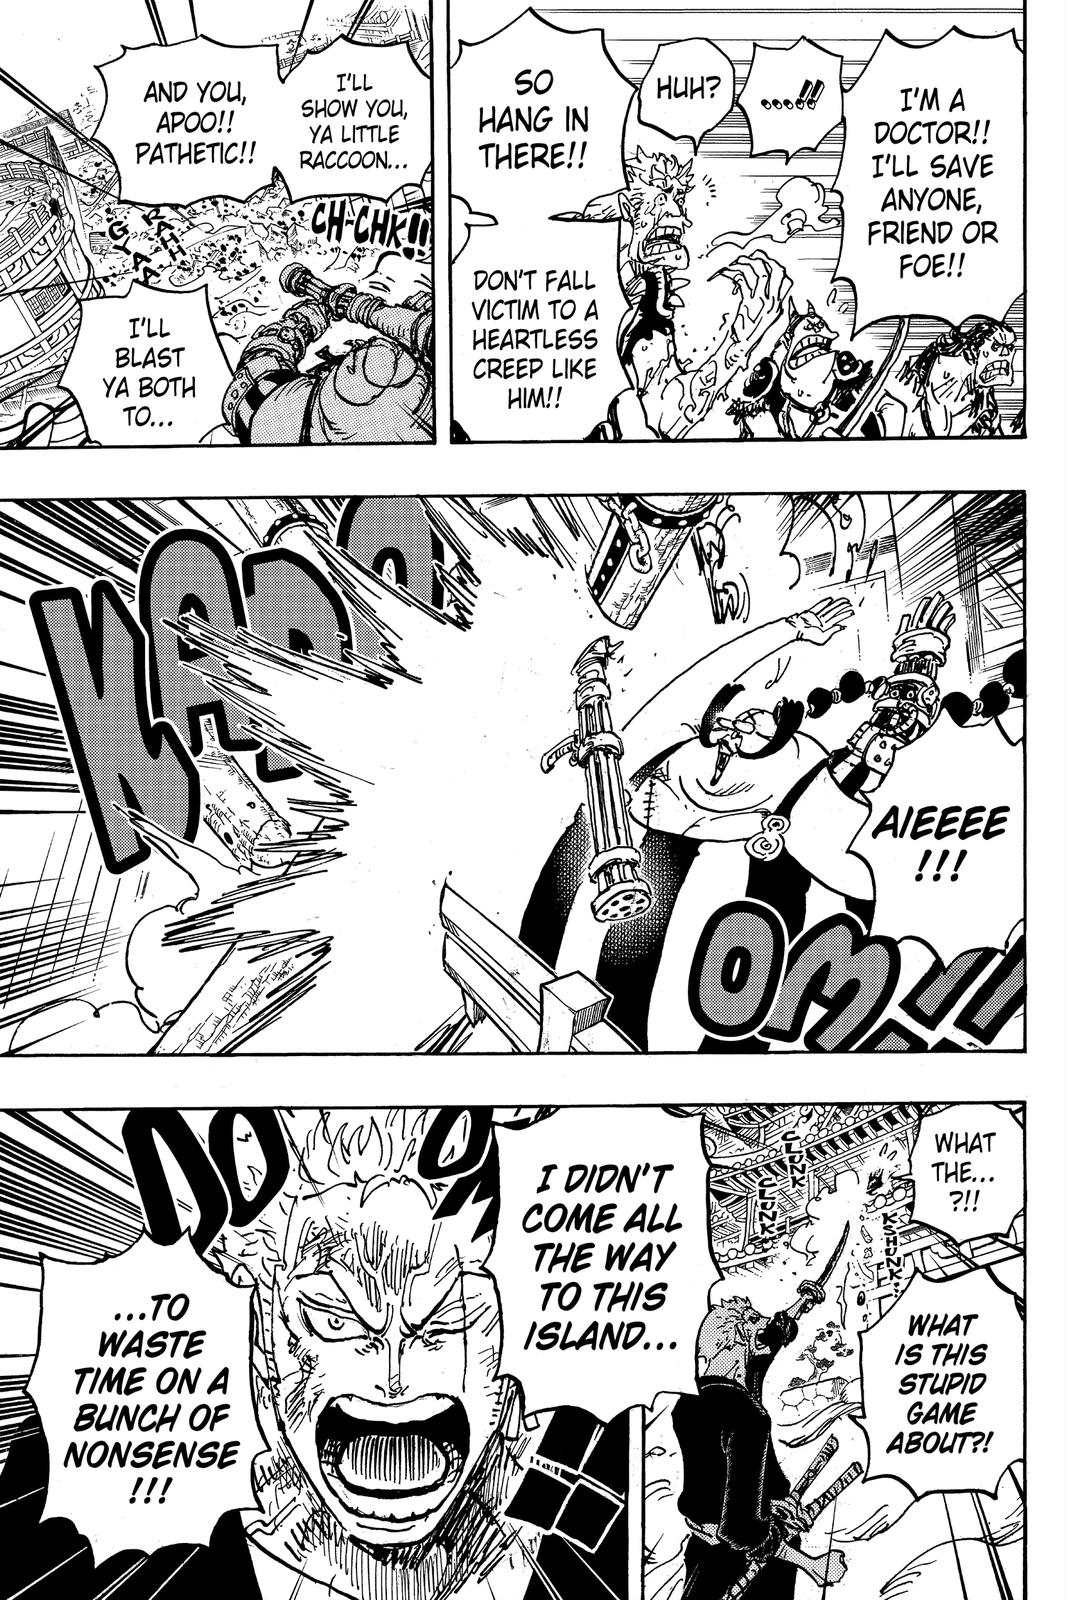 I'M A
DOCTOR!!
I'LL SAVE
ANYONE,
FRIEND OR
FOE!!
.....!!
HUH?
SO
HANG IN
THERE!!
DON'T FALL
VICTIM TO A
HEARTLESS
CREEP LIKE
HIM!!
I'LL
SHOW YOU,
YA LITTLE
RACCOON...
AND YOU,
APOO!!
PATHETIC!!
CH-CHK!!
RAHH
GYAA
I'LL
BLAST
YA BOTH
TO...
AIEEEE
!!!
WHAT
THE...
?!!
CLUNK
CLUNK
KSHUNK...
WHAT
IS THIS
STUPID
GAME
ABOUT?!
I DIDN'T
COME ALL
THE WAY
TO THIS
ISLAND...
...TO
WASTE
TIME ON A
BUNCH OF
NONSENSE
!!!